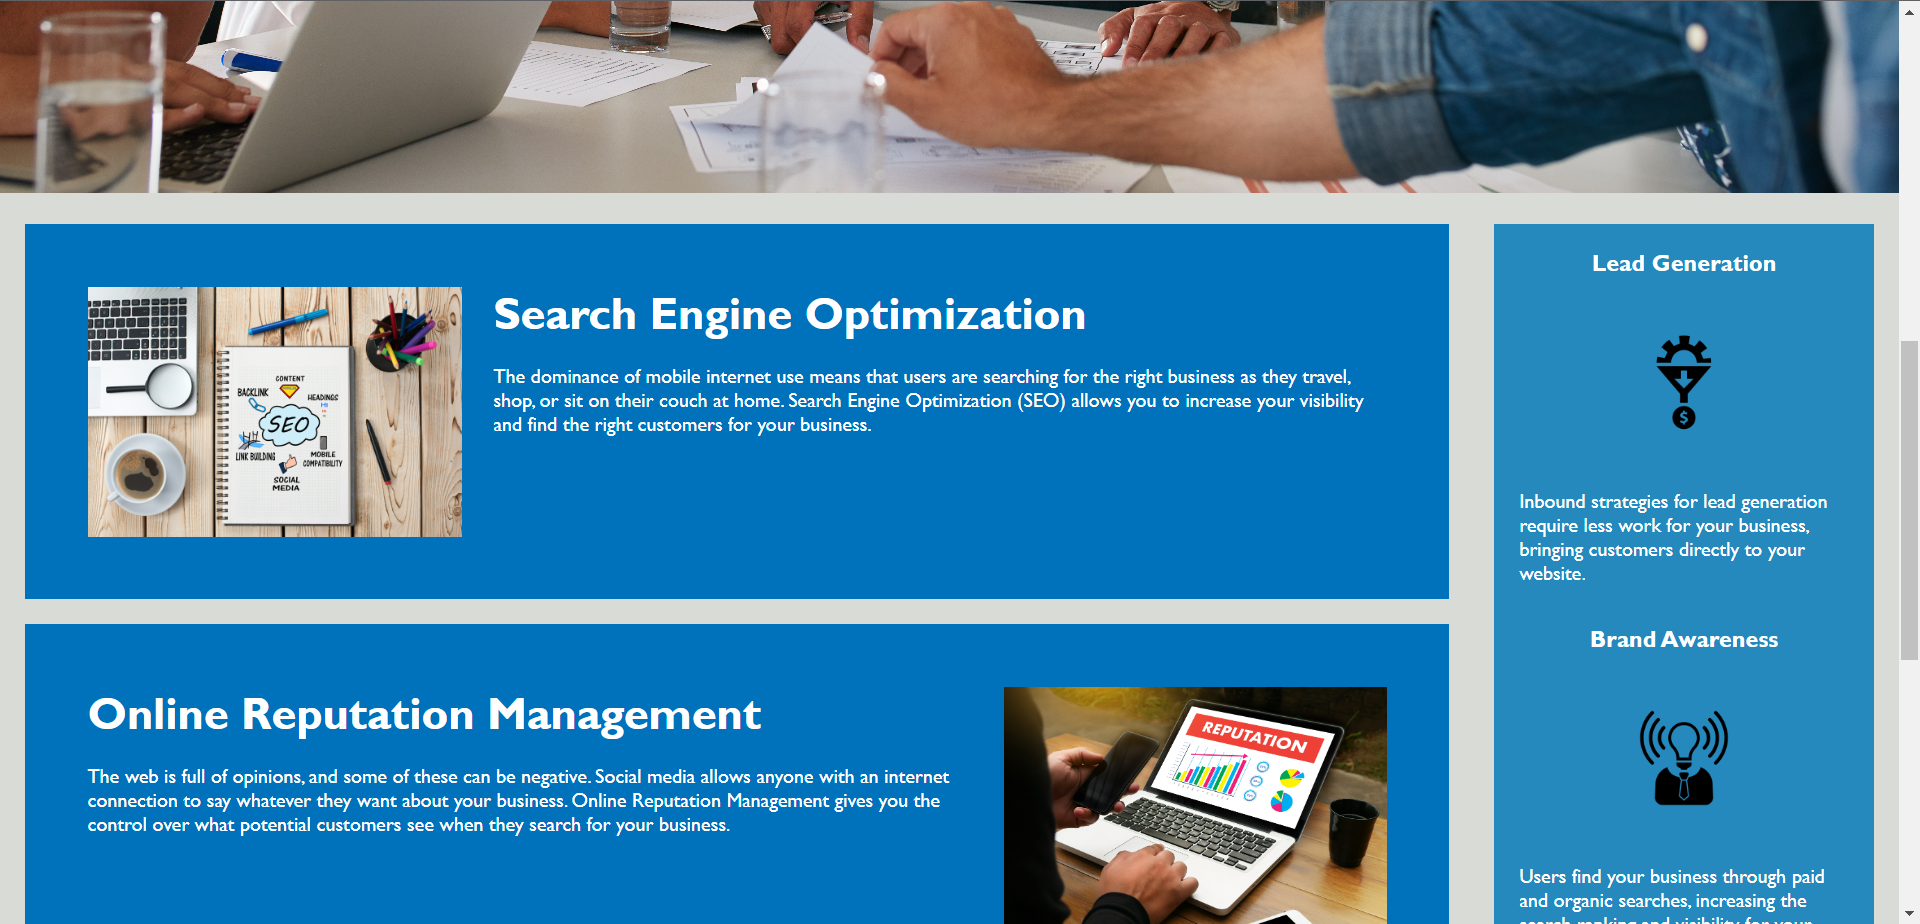 Search Engine Optimization
The dominance of mobile internet use means that users are searching for the right business as they travel,
shop, or sit on their couch at home. Search Engine Optimization (SEO) allows you to increase your visibility
and find the right customers for your business.
CONTENT
BACKLINK
HEADINGS
SEO
LINK BUILDING
MOBILE
COMPATIBILITY
SOCIAL
MEDIA
Online Reputation Management
The web is full of opinions, and some of these can be negative. Social media allows anyone with an internet
connection to say whatever they want about your business. Online Reputation Management gives you the
control over what potential customers see when they search for your business.
REPUTATION
Lead Generation
$
Inbound strategies for lead generation
require less work for your business,
bringing customers directly to your
website.
Brand Awareness
Users find your business through paid
and organic searches, increasing the
search ranking and visibility for your